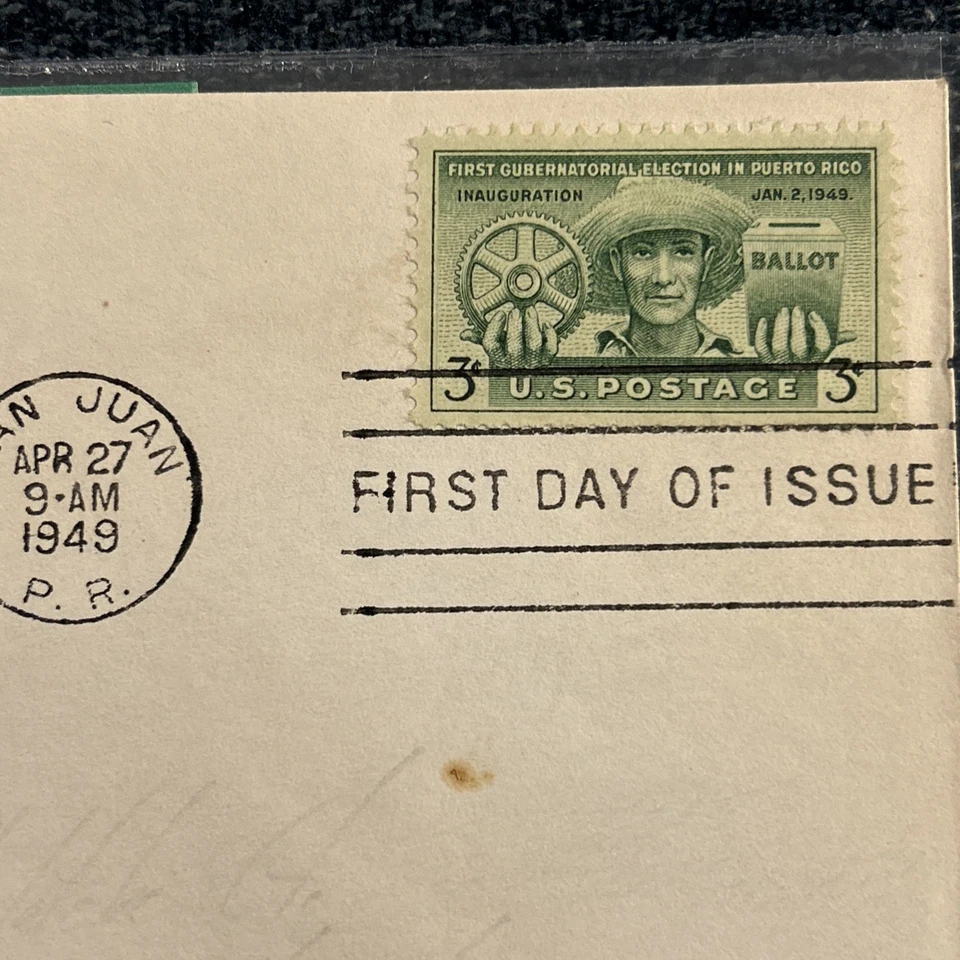 FIRST GUBERNATORIAL ELECTION IN PUERTO RICO
INAUGURATION JAN. 2, 1949.
BALLOT
3¢ U.S. POSTAGE 3¢
AN JUAN
APR 27
9·AM
1949
P. R.
FIRST DAY OF ISSUE